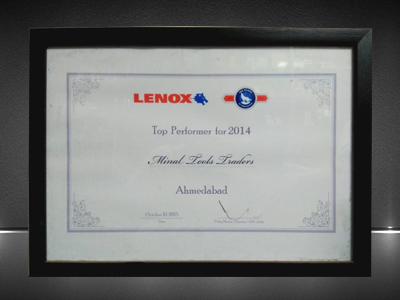 LENOX
Top Performer for 2014
Minal Tools Traders
Ahmedabad